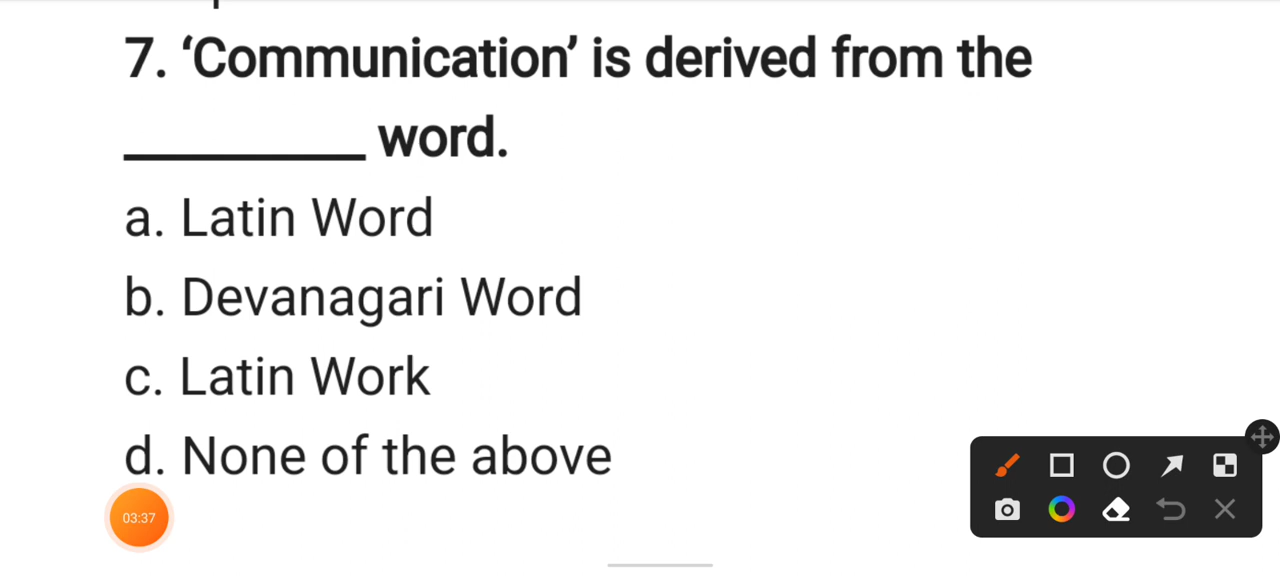 7. ‘Communication’ is derived from the
__________ word.
a. Latin Word
b. Devanagari Word
c. Latin Work
d. None of the above
03:37